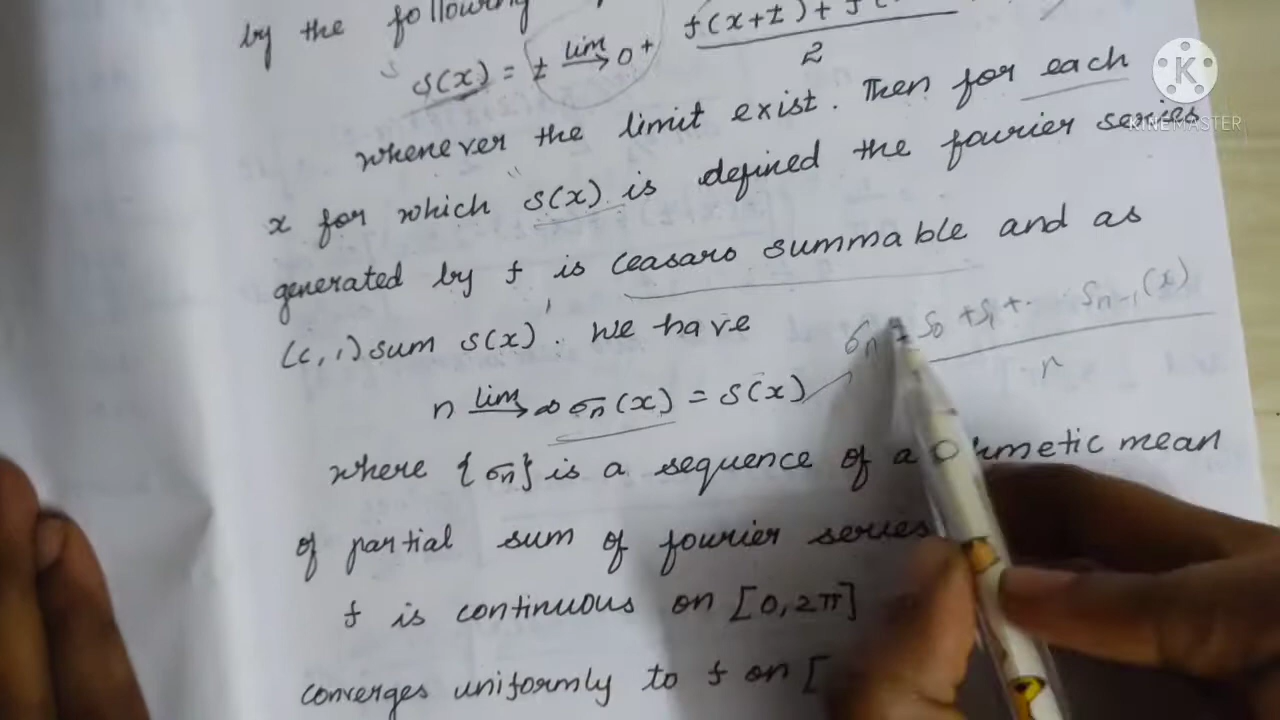 by the following
s(x) = t lim→ 0+ f(x+t) + f(
2
whenever the limit exist. Then for each
x for which s(x) is defined the fourier series
generated by f is ceasaro summable and as
(c,1) sum s(x). We have
σn = s0 + s1 + .. sn-1(x)
n
n lim→ ∞ σn(x) = s(x)
where {σn} is a sequence of mean
of partial sum of fourier series
f is continuous on [0,2π]
converges uniformly to f on [
K
KINEMASTER